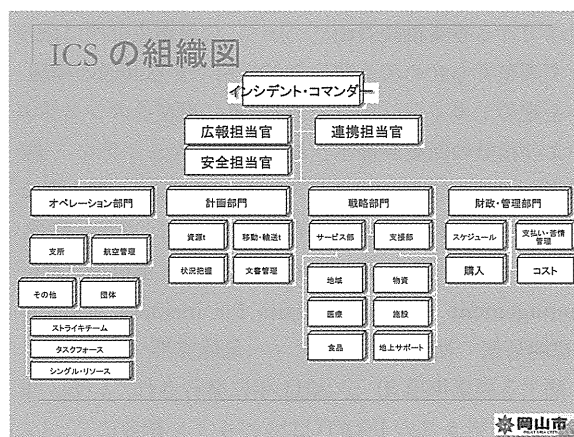 ICS の組織図
インシデント・コマンダー
広報担当官
連携担当官
安全担当官
オペレーション部門
計画部門
戦略部門
財政・管理部門
支所
航空管理
資源t
移動・輸送t
サービス部
支援部
スケジュール
支払い・苦情
管理
状況把握
文書管理
購入
コスト
その他
団体
地域
物資
ストライキチーム
医療
施設
タスクフォース
シングル・リソース
食品
地上サポート
岡山市